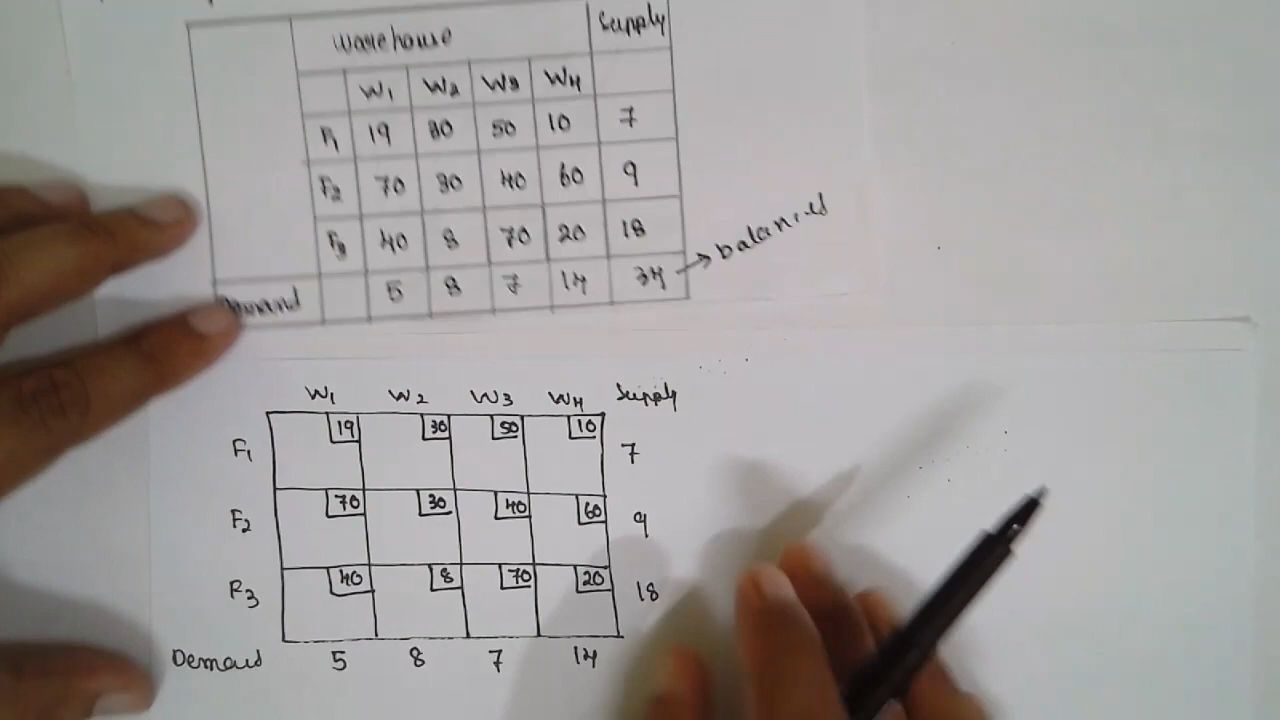 Warehouse Supply
W1 W2 W3 W4
F1 19 30 50 10 7
F2 70 30 40 60 9
F3 40 8 70 20 18
Demand 5 8 7 14 34 → balanced
W1 W2 W3 W4 Supply
F1 19 30 50 10 7
F2 70 30 40 60 9
F3 40 8 70 20 18
Demand 5 8 7 14